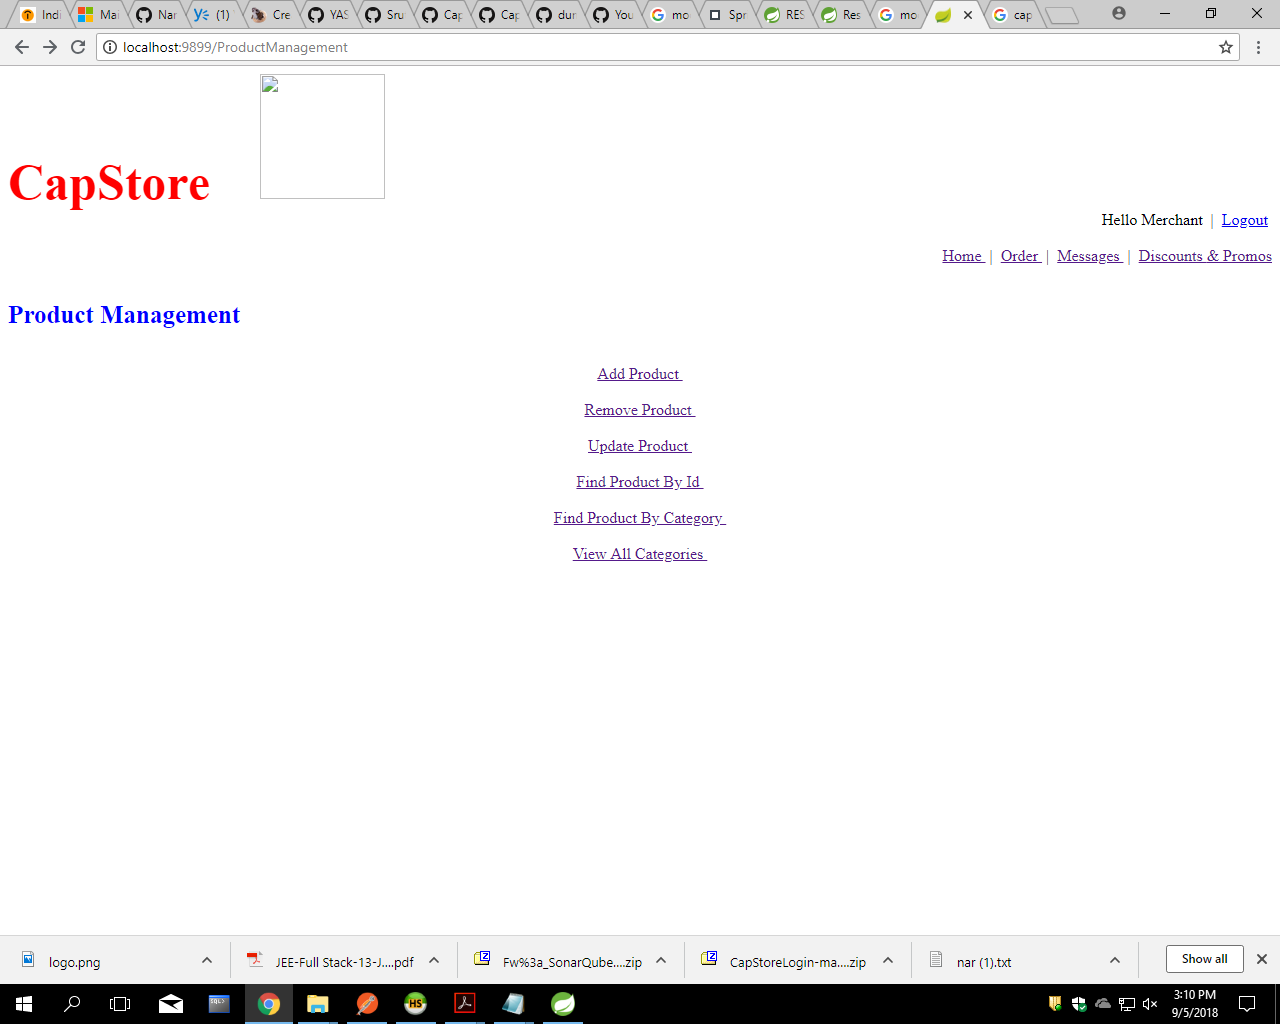 Indi
Mar
Nar
(1)
Cre
YAS
Sru
Cap
Cap
dur
You
mo
Spr
RES
Res
mo
cap
localhost:9899/ProductManagement
CapStore
Hello Merchant | Logout
Home | Order | Messages | Discounts & Promos
Product Management
Add Product
Remove Product
Update Product
Find Product By Id
Find Product By Category
View All Categories
logo.png
JEE-Full Stack-13-J....pdf
Fw%3a_SonarQube....zip
CapStoreLogin-ma....zip
nar (1).txt
Show all
SQL>
HS
3:10 PM
9/5/2018